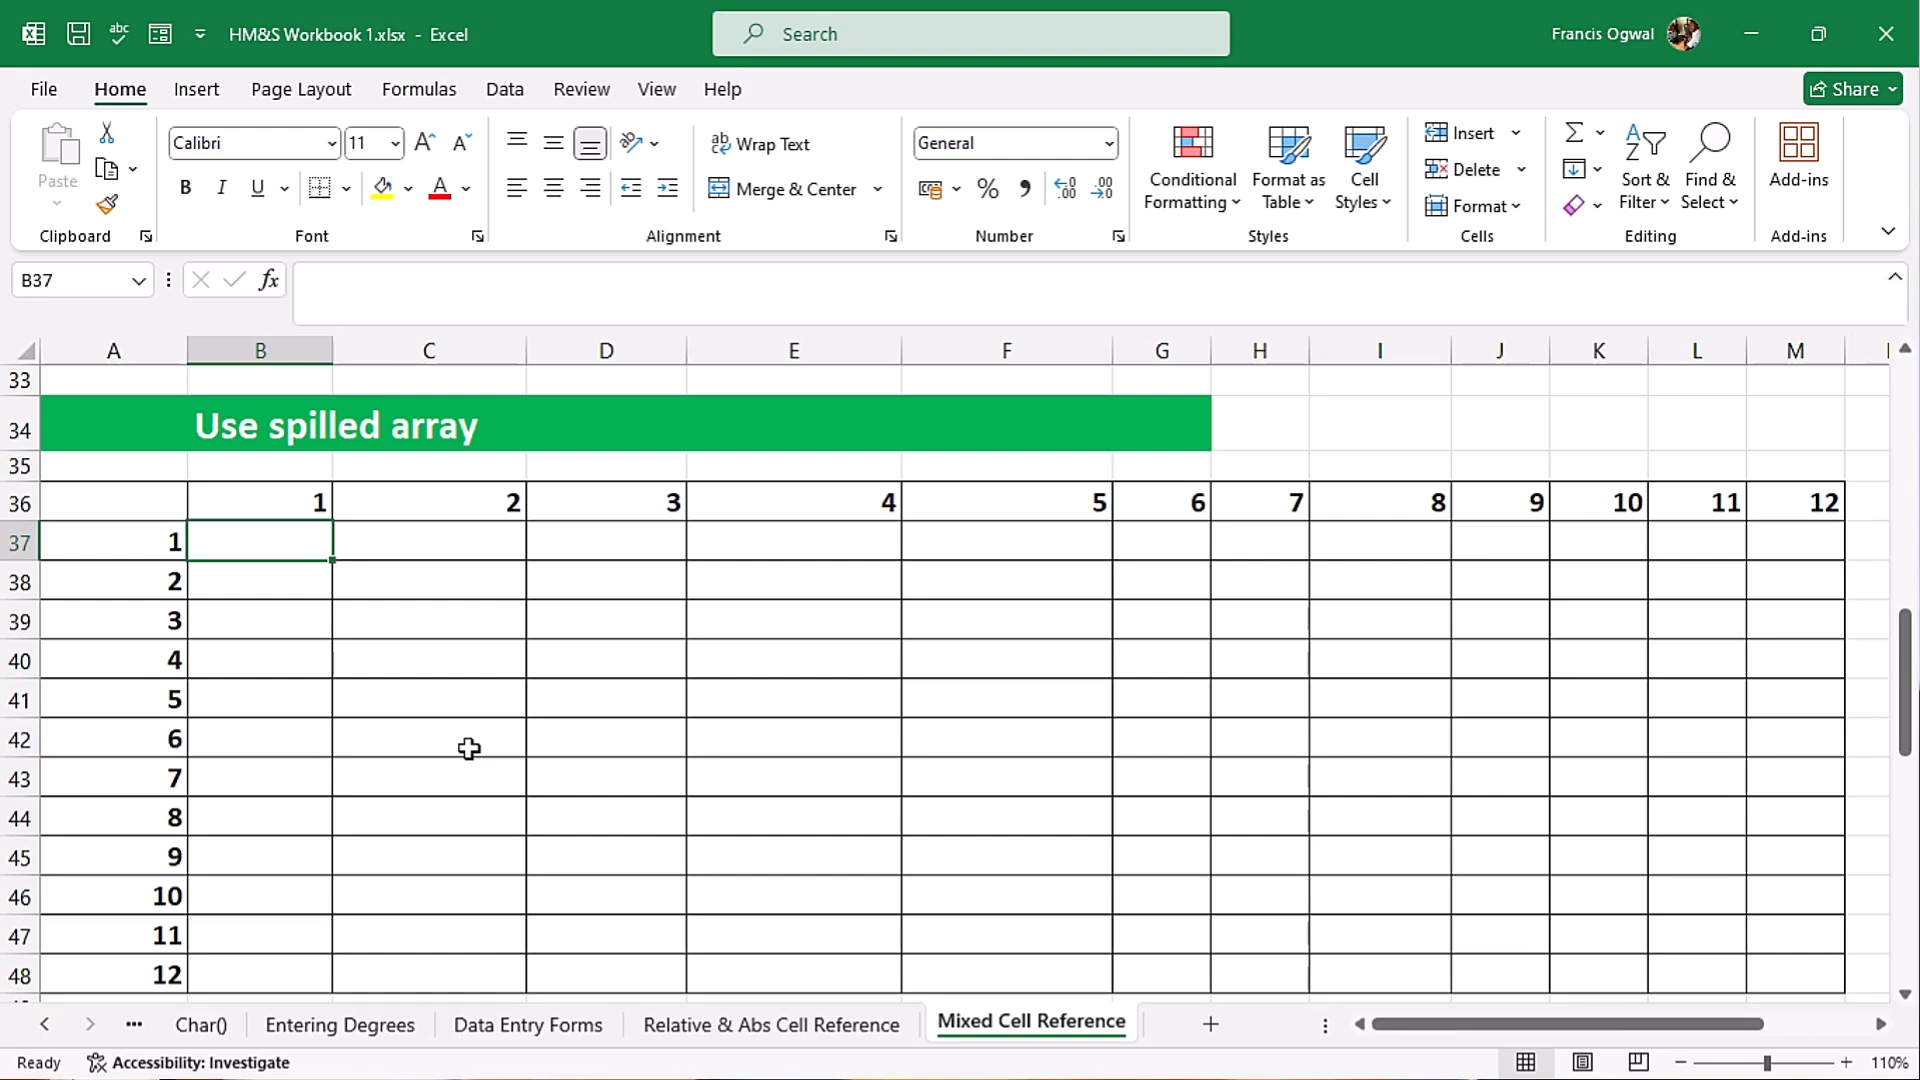 abc HM&S Workbook 1.xlsx - Excel Search Francis Ogwal
File Home Insert Page Layout Formulas Data Review View Help Share
Paste Calibri 11 A A ab Wrap Text General Conditional Formatting Format as Table Cell Styles Insert Delete Format Sort & Filter Find & Select Add-ins
B I U A Merge & Center % .00
Clipboard Font Alignment Number Styles Cells Editing Add-ins
B37 fx
A B C D E F G H I J K L M
33
34 Use spilled array
35
36 1 2 3 4 5 6 7 8 9 10 11 12
37 1
38 2
39 3
40 4
41 5
42 6
43 7
44 8
45 9
46 10
47 11
48 12
... Char() Entering Degrees Data Entry Forms Relative & Abs Cell Reference Mixed Cell Reference +
Ready Accessibility: Investigate 110%